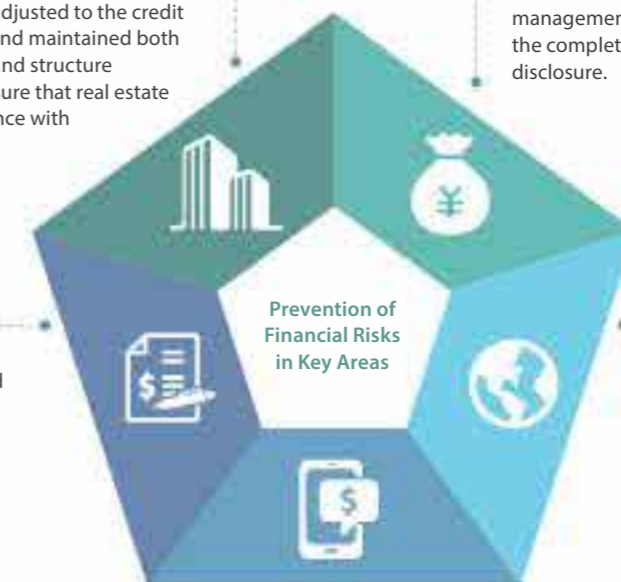 djusted to the credit
nd maintained both
nd structure
sure that real estate
nce with
managemen
the complet
disclosure.
¥
Prevention of
Financial Risks
in Key Areas
$
$